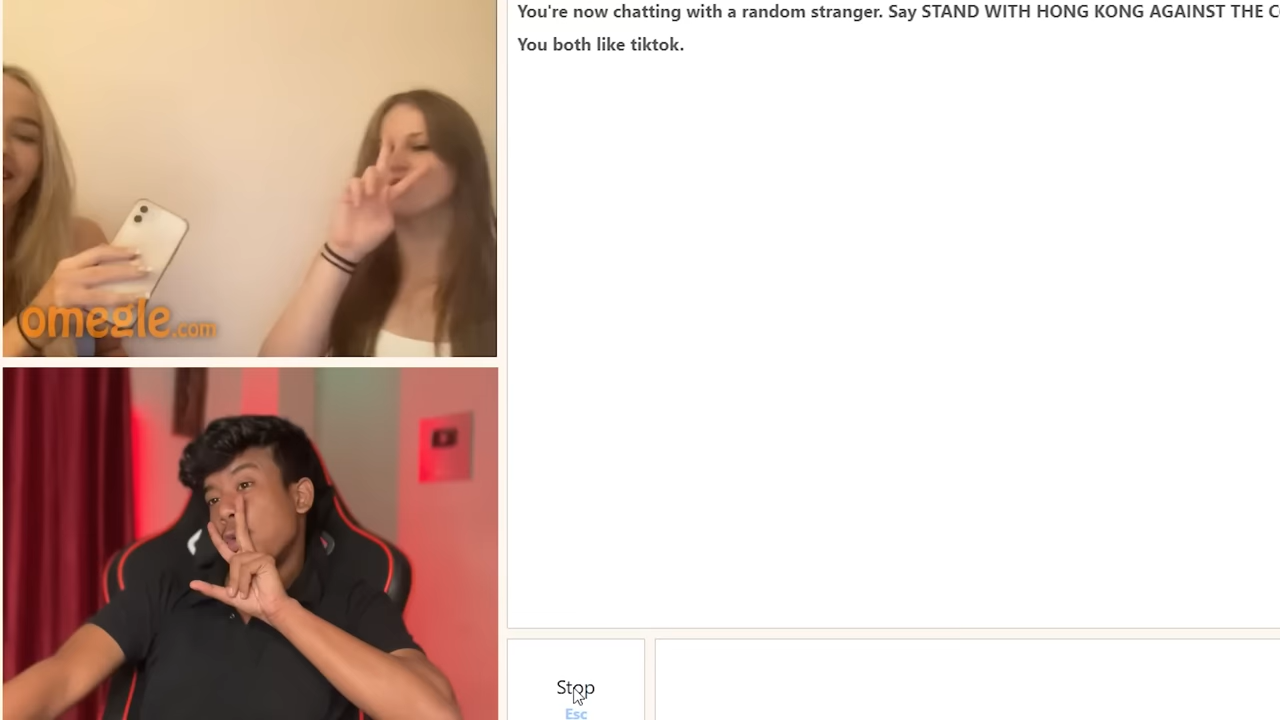 You're now chatting with a random stranger. Say STAND WITH HONG KONG AGAINST THE
You both like tiktok.
omegle.com
Stop
Esc